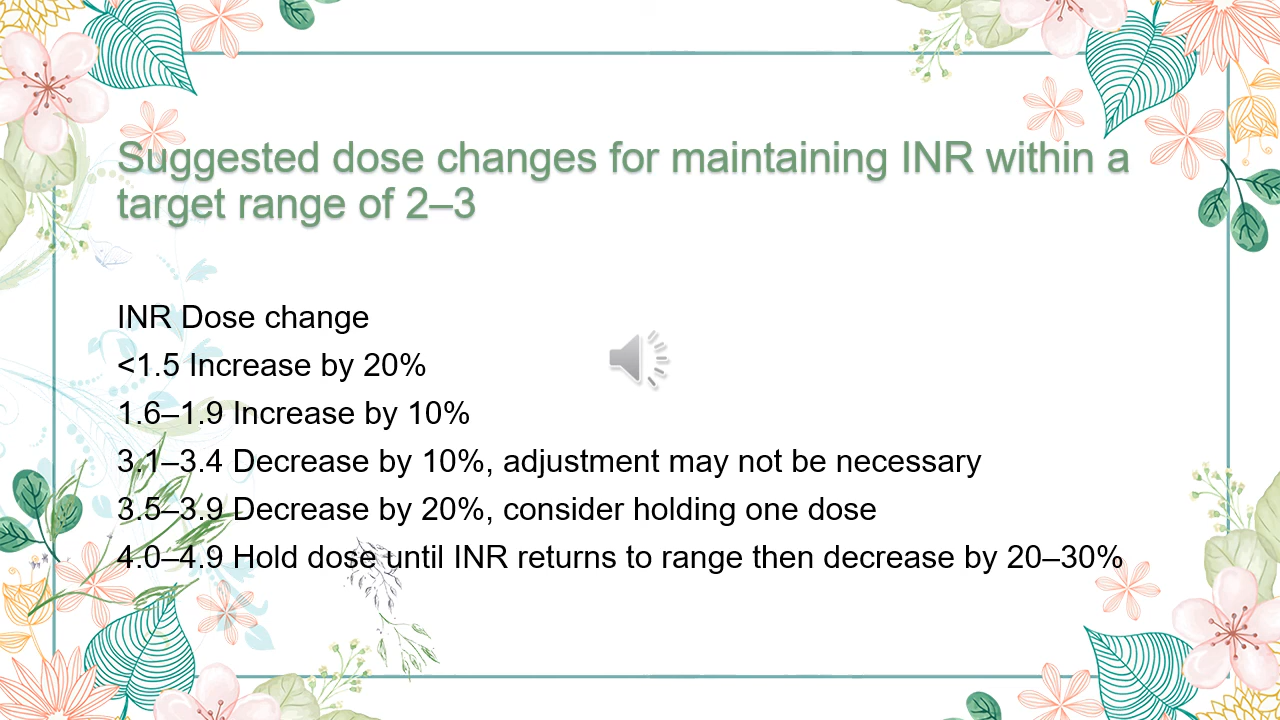 Suggested dose changes for maintaining INR within a
target range of 2–3
INR Dose change
<1.5 Increase by 20%
1.6–1.9 Increase by 10%
3.1–3.4 Decrease by 10%, adjustment may not be necessary
3.5–3.9 Decrease by 20%, consider holding one dose
4.0–4.9 Hold dose until INR returns to range then decrease by 20–30%